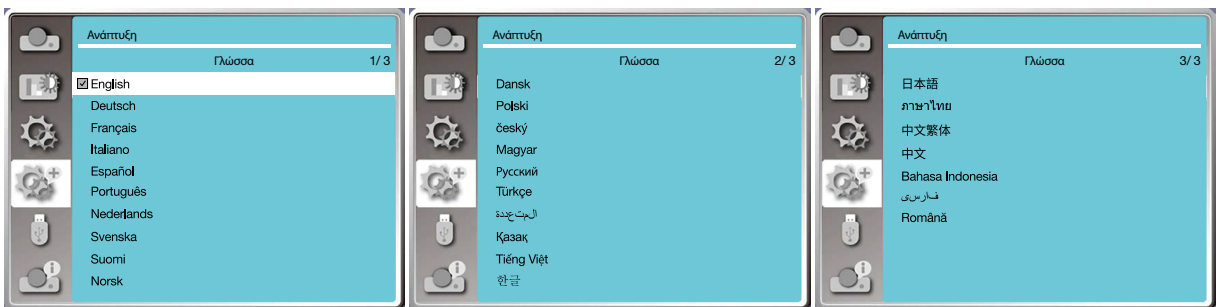 Ανάπτυξη
Γλώσσα 1/3
English
Deutsch
Français
Italiano
Español
Português
Nederlands
Svenska
Suomi
Norsk
Ανάπτυξη
Γλώσσα 2/3
Dansk
Polski
český
Magyar
Русский
Türkçe
المتعددة
Қазақ
Tiếng Việt
한글
Ανάπτυξη
Γλώσσα 3/3
日本語
ภาษาไทย
中文繁体
中文
Bahasa Indonesia
فارسی
Română